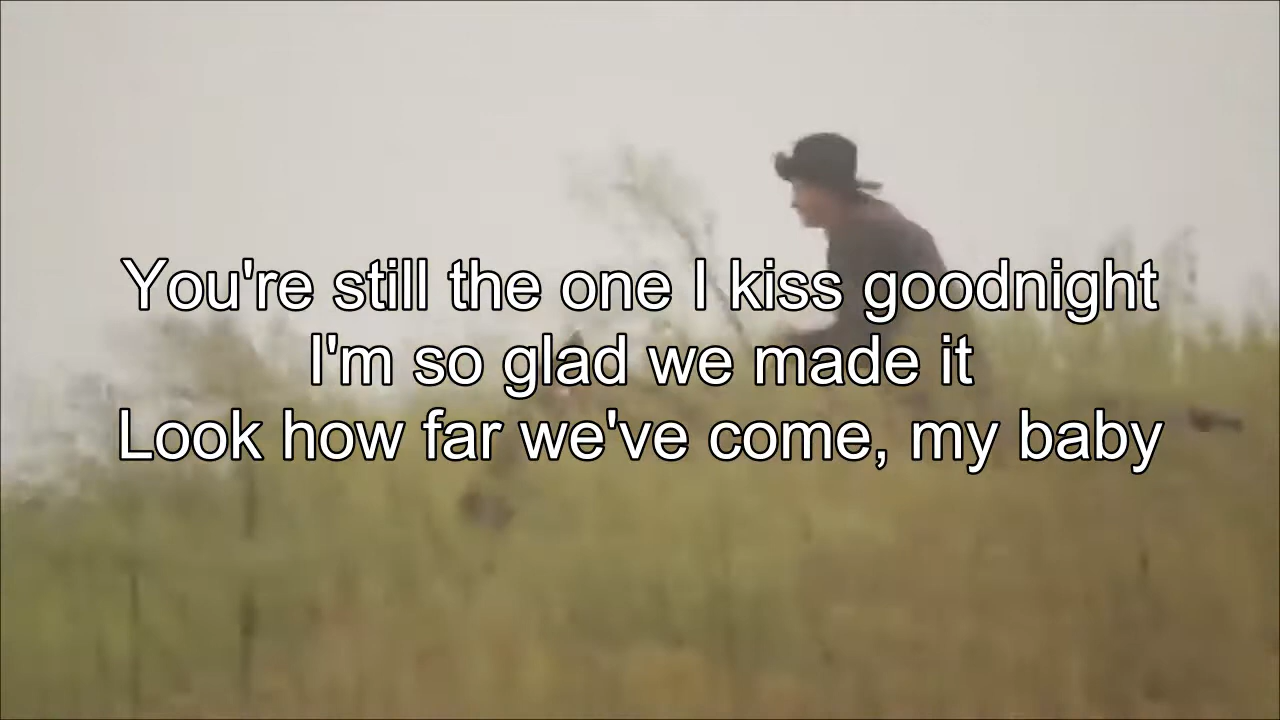 You're still the one I kiss goodnight
I'm so glad we made it
Look how far we've come, my baby